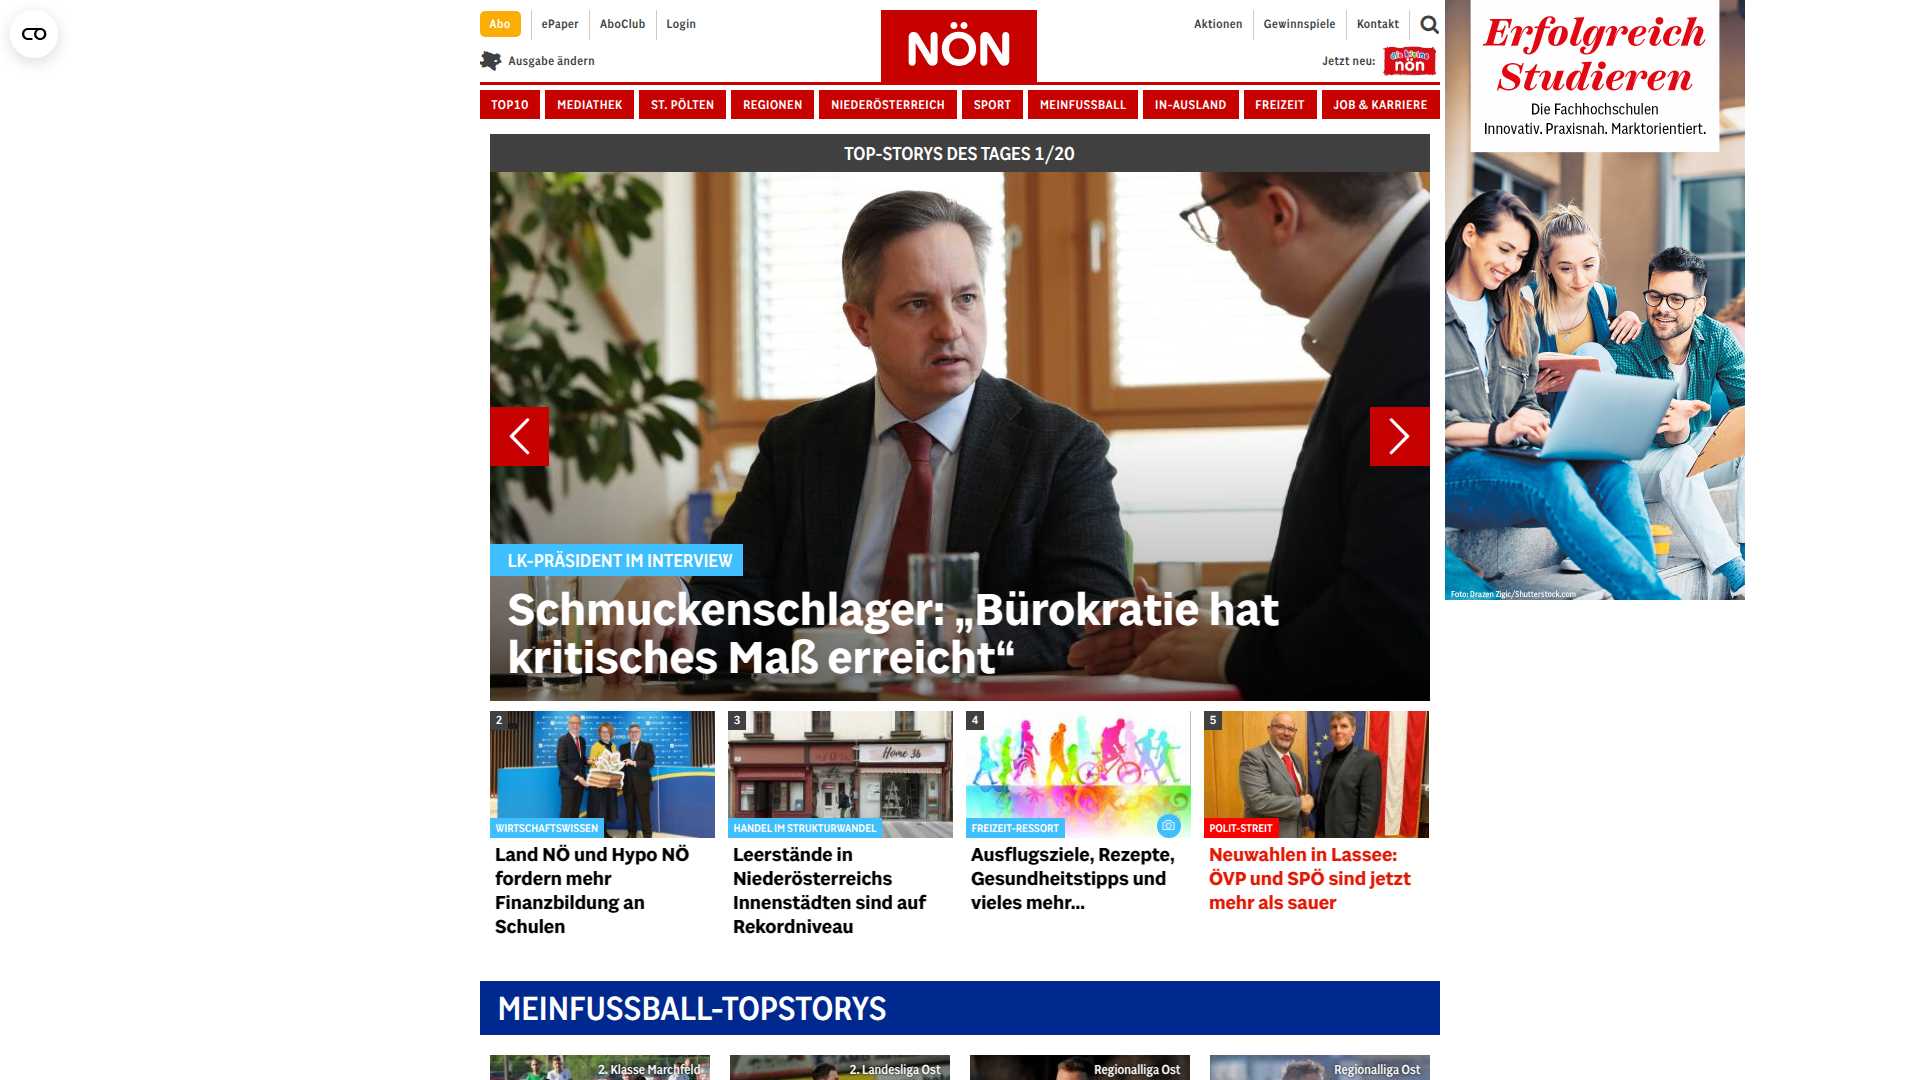 Abo
ePaper
AboClub
Login
NÖN
Aktionen
Gewinnspiele
Kontakt
Ausgabe ändern
Jetzt neu:
die kleine
nön
TOP10
MEDIATHEK
ST. PÖLTEN
REGIONEN
NIEDERÖSTERREICH
SPORT
MEINFUSSBALL
IN-AUSLAND
FREIZEIT
JOB & KARRIERE
Erfolgreich
Studieren
Die Fachhochschulen
Innovativ. Praxisnah. Marktorientiert.
Foto: Drazen Zigic/Shutterstock.com
TOP-STORYS DES TAGES 1/20
LK-PRÄSIDENT IM INTERVIEW
Schmuckenschlager: „Bürokratie hat
kritisches Maß erreicht“
2
WIRTSCHAFTSWISSEN
Land NÖ und Hypo NÖ
fordern mehr
Finanzbildung an
Schulen
3
Home 36
HANDEL IM STRUKTURWANDEL
Leerstände in
Niederösterreichs
Innenstädten sind auf
Rekordniveau
4
FREIZEIT-RESSORT
Ausflugsziele, Rezepte,
Gesundheitstipps und
vieles mehr...
5
POLIT-STREIT
Neuwahlen in Lassee:
ÖVP und SPÖ sind jetzt
mehr als sauer
MEINFUSSBALL-TOPSTORYS
2. Klasse Marchfeld
2. Landesliga Ost
Regionalliga Ost
Regionalliga Ost